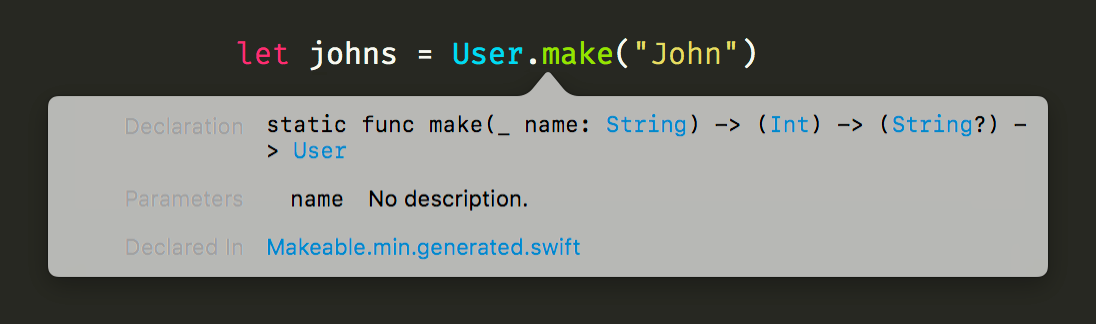 let johns = User.make("John")
Declaration static func make(_ name: String) -> (Int) -> (String?) -
> User
Parameters name No description.
Declared In Makeable.min.generated.swift